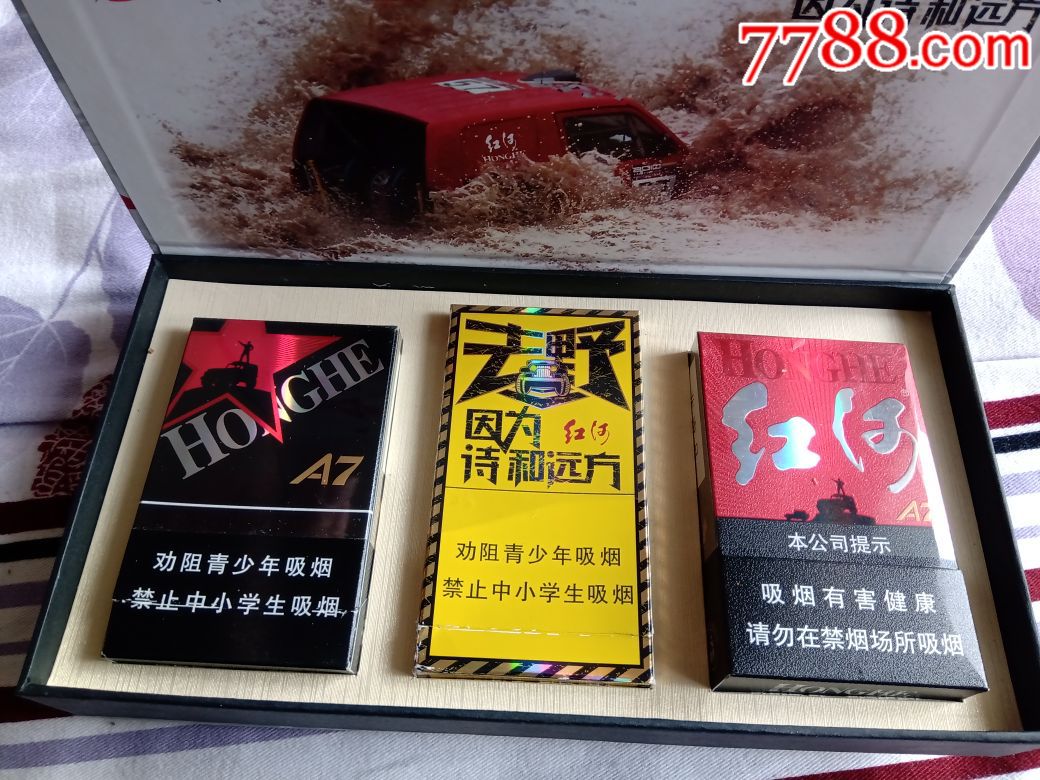 因为诗和远方
7788.com
红河
HONGHE
HONGHE
A7
劝阻青少年吸烟
禁止中小学生吸烟
去野
因为 红河
诗和远方
劝阻青少年吸烟
禁止中小学生吸烟
HONGHE
红河
A7
本公司提示
吸烟有害健康
请勿在禁烟场所吸烟
HONGHE